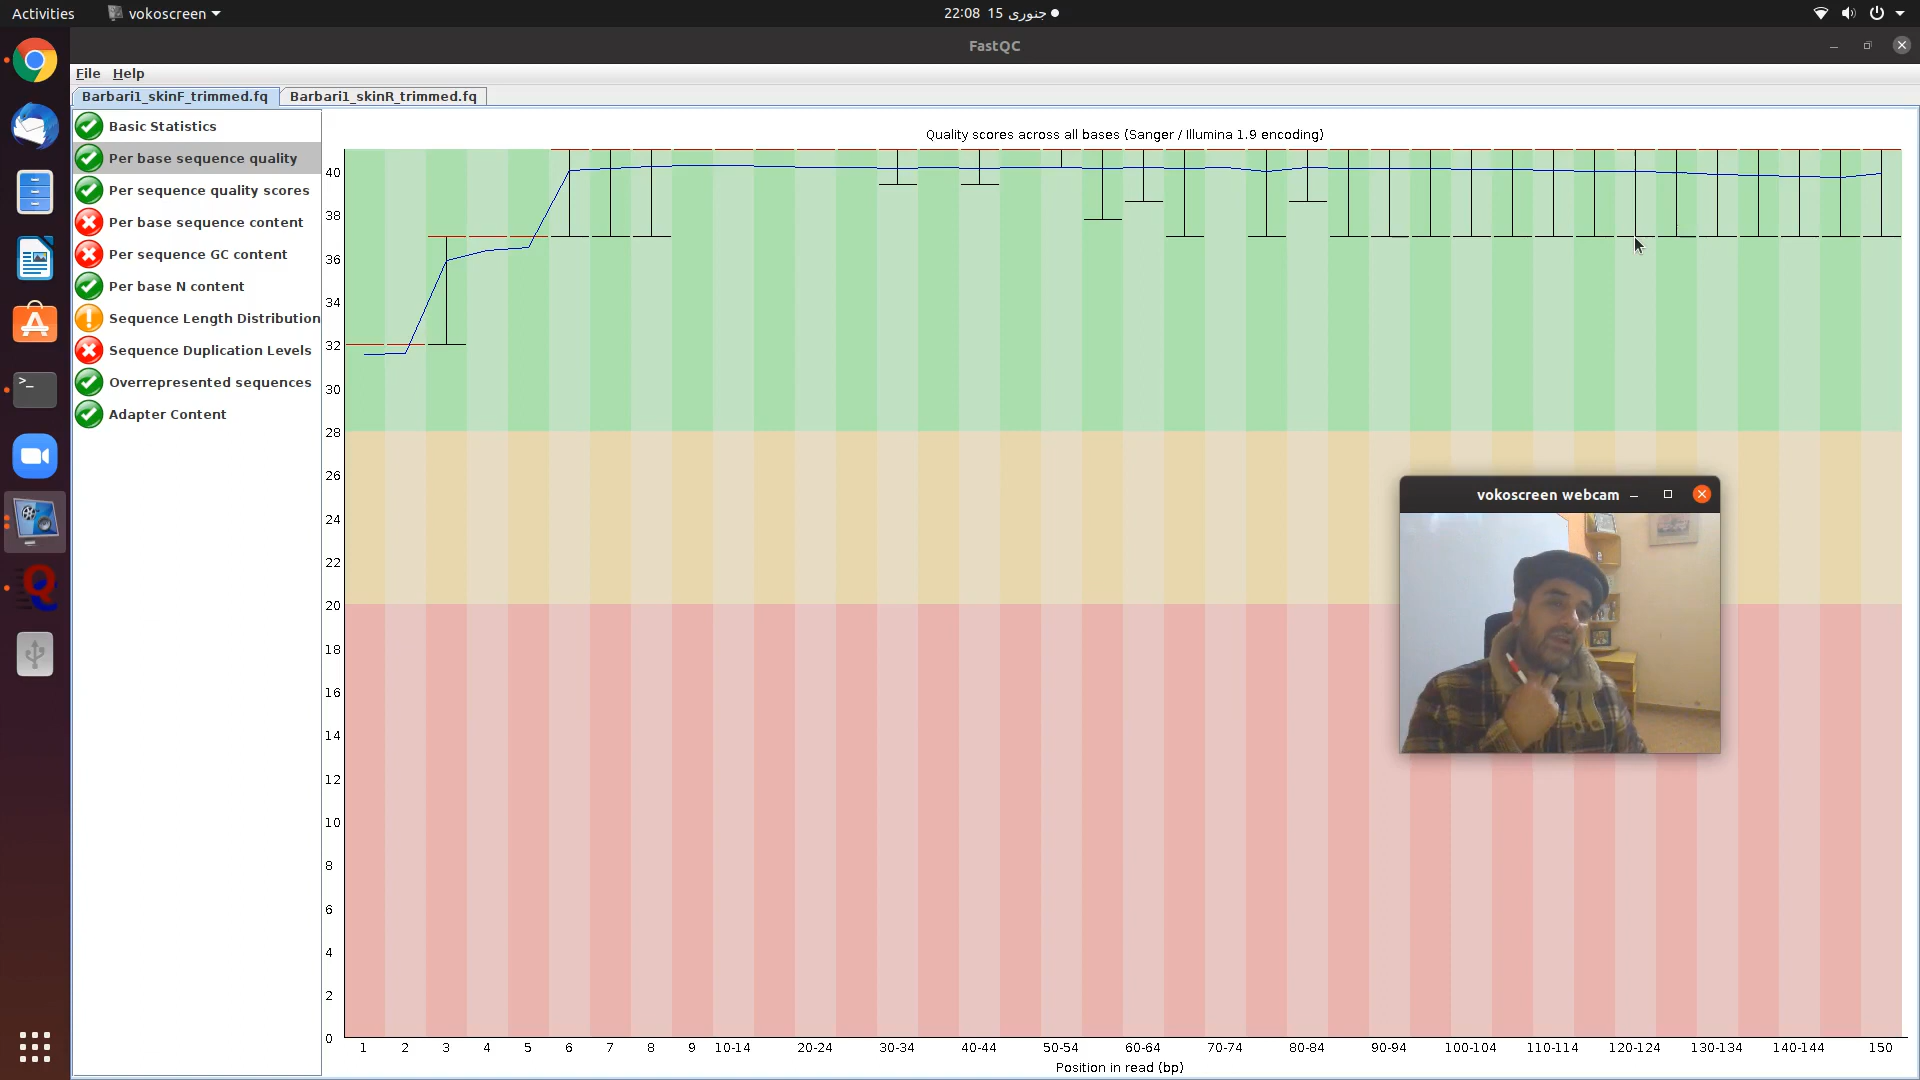 Activities
vokoscreen
22:08 15 جنوری
FastQC
File Help
Barbari1_skinF_trimmed.fq
Barbari1_skinR_trimmed.fq
Basic Statistics
Per base sequence quality
Per sequence quality scores
Per base sequence content
Per sequence GC content
Per base N content
Sequence Length Distribution
Sequence Duplication Levels
Overrepresented sequences
Adapter Content
Quality scores across all bases (Sanger / Illumina 1.9 encoding)
40
38
36
34
32
30
28
26
24
22
20
18
16
14
12
10
8
6
4
2
0
1 2 3 4 5 6 7 8 9 10-14 20-24 30-34 40-44 50-54 60-64 70-74 80-84 90-94 100-104 110-114 120-124 130-134 140-144 150
Position in read (bp)
vokoscreen webcam